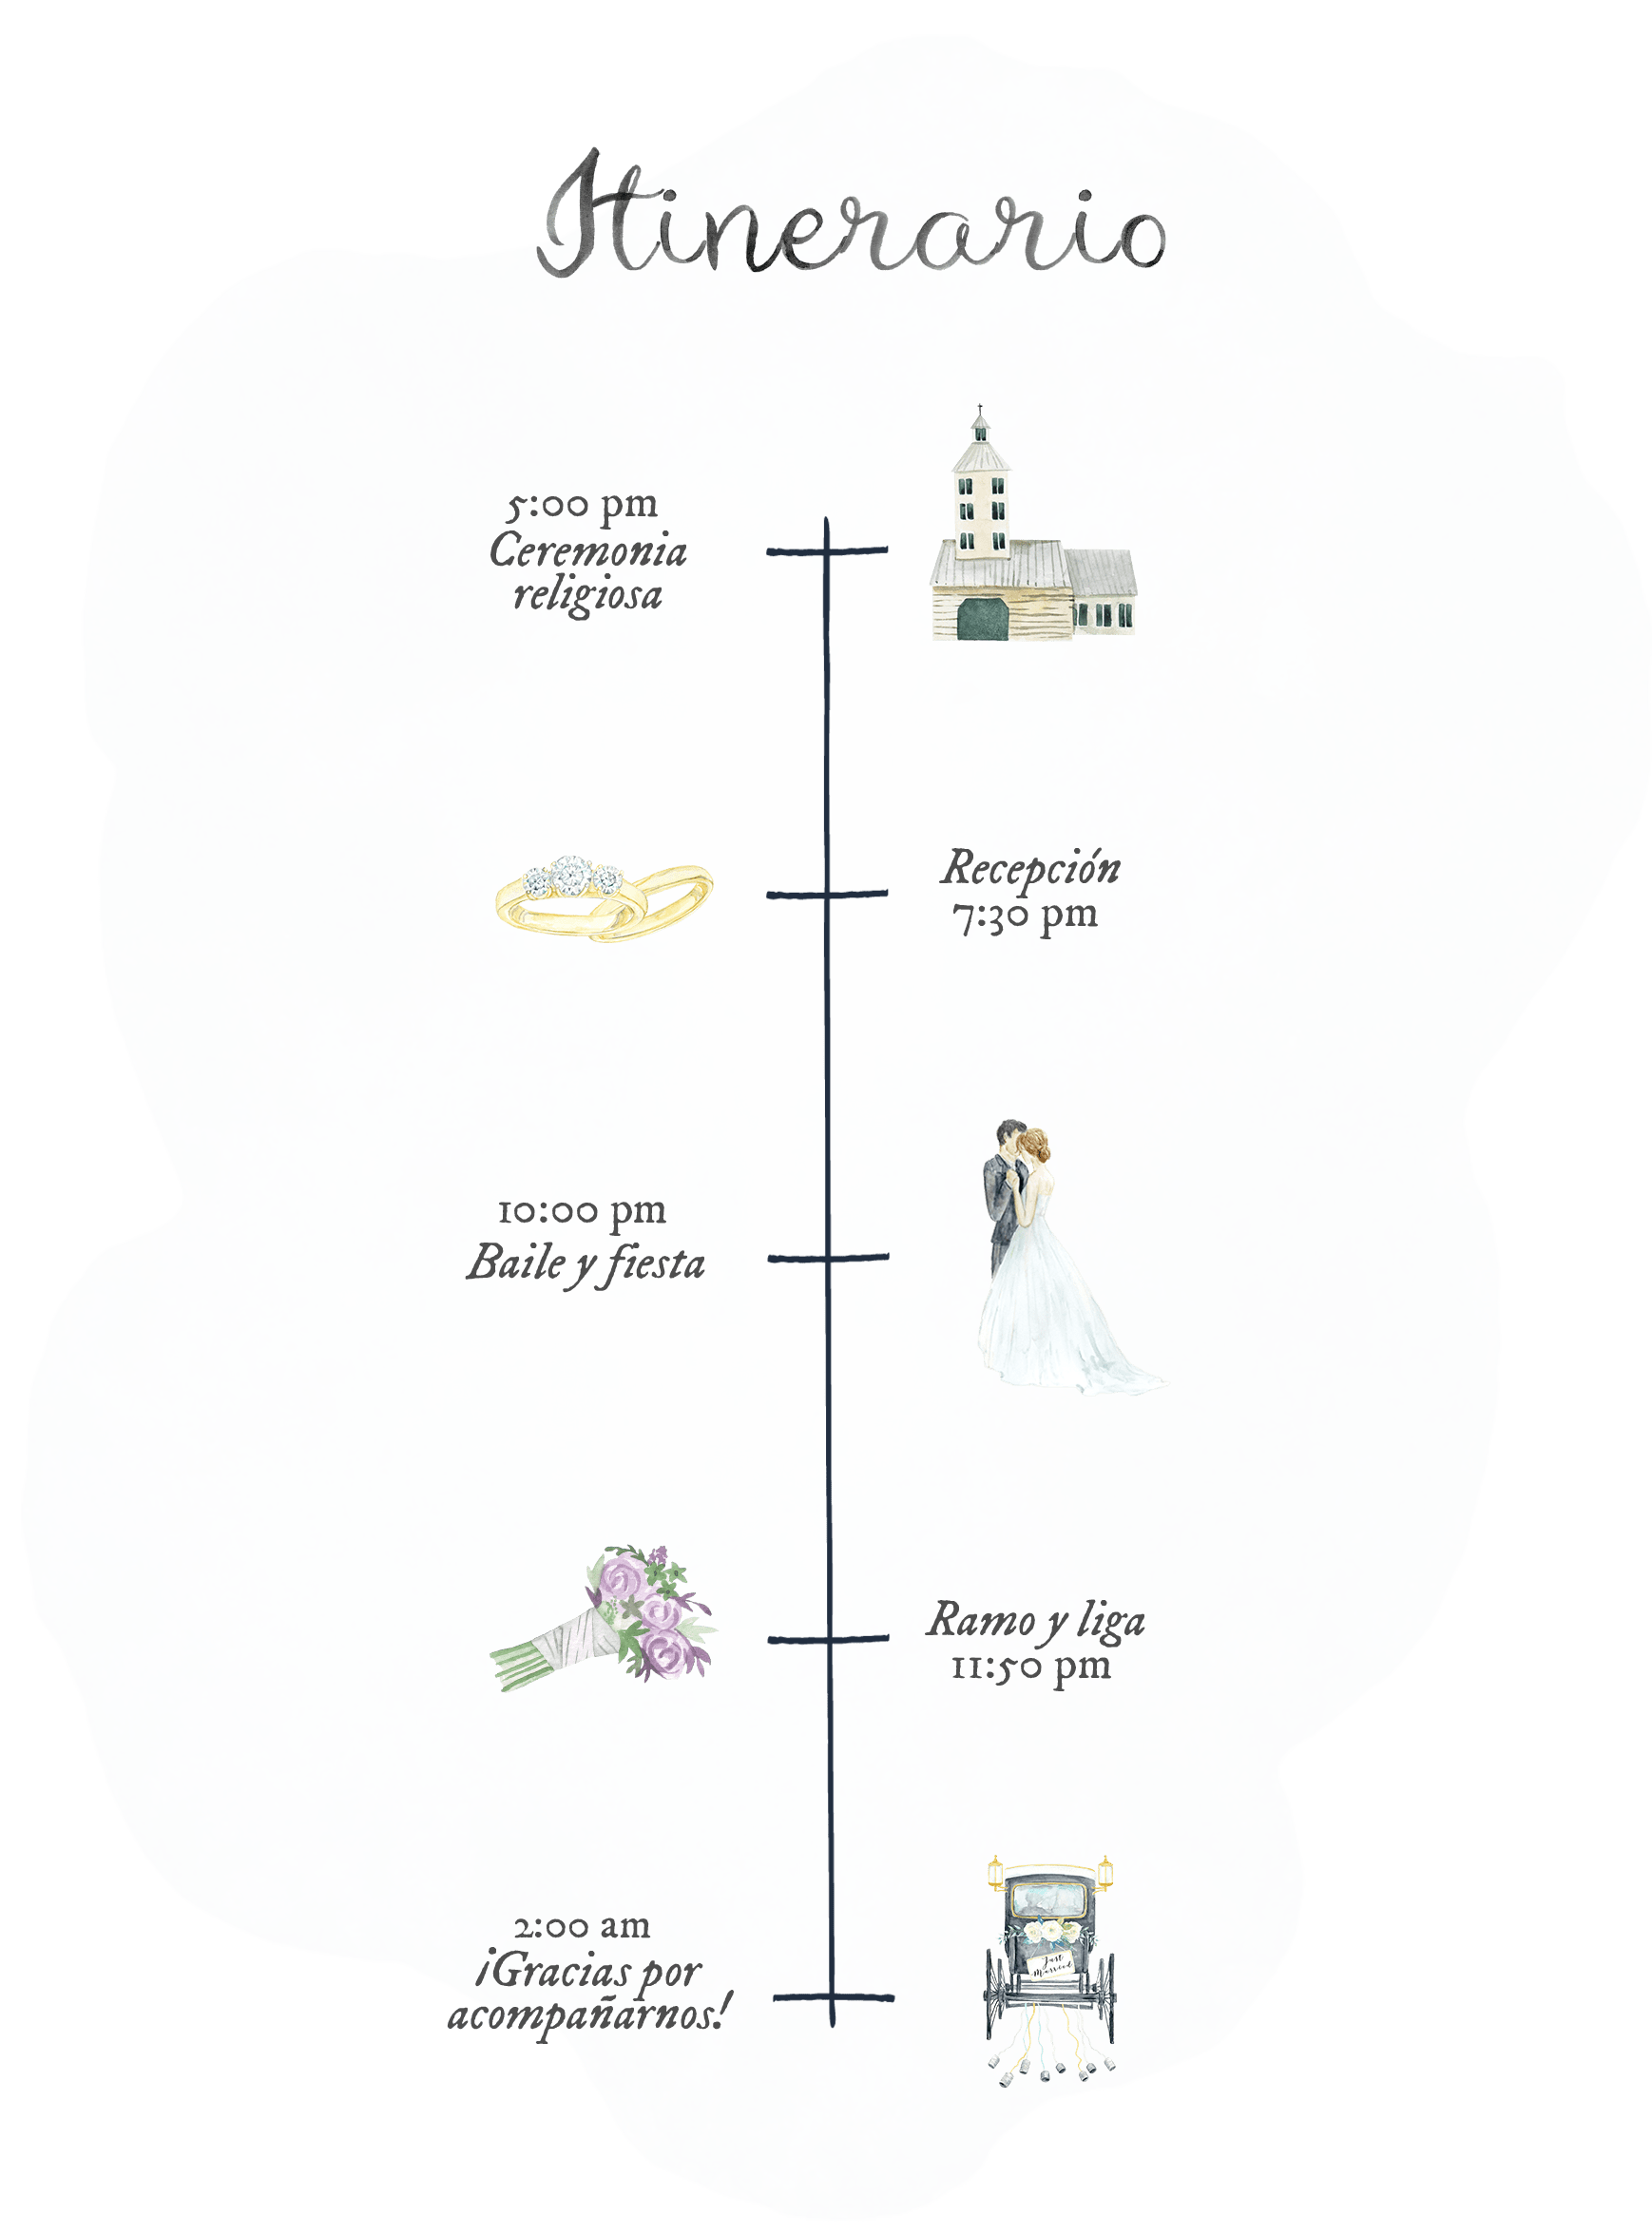 Itinerario
5:00 pm
Ceremonia
religiosa
Recepción
7:30 pm
10:00 pm
Baile y fiesta
Ramo y liga
11:50 pm
2:00 am
¡Gracias por
acompañarnos!
Just
Married